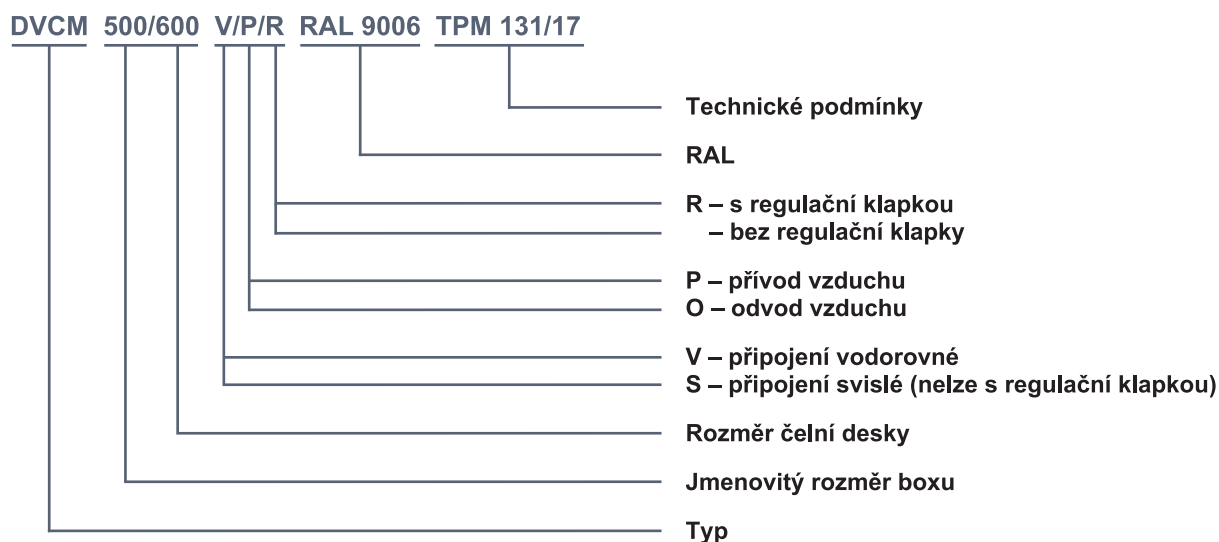 DVCM 500/600 V/P/R RAL 9006 TPM 131/17
Technické podmínky
RAL
R – s regulační klapkou
– bez regulační klapky
P – přívod vzduchu
O – odvod vzduchu
V – připojení vodorovné
S – připojení svislé (nelze s regulační klapkou)
Rozměr čelní desky
Jmenovitý rozměr boxu
Typ